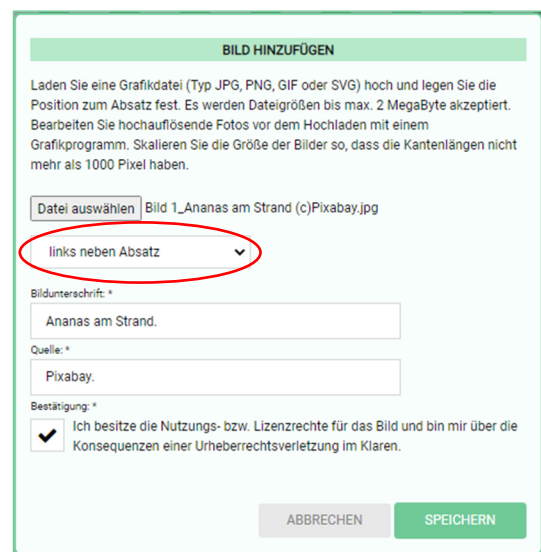 BILD HINZUFÜGEN
Laden Sie eine Grafikdatei (Typ JPG, PNG, GIF oder SVG) hoch und legen Sie die
Position zum Absatz fest. Es werden Dateigrößen bis max. 2 MegaByte akzeptiert.
Bearbeiten Sie hochauflösende Fotos vor dem Hochladen mit einem
Grafikprogramm. Skalieren Sie die Größe der Bilder so, dass die Kantenlängen nicht
mehr als 1000 Pixel haben.
Datei auswählen Bild 1_Ananas am Strand (c)Pixabay.jpg
links neben Absatz
Bildunterschrift: *
Ananas am Strand.
Quelle: *
Pixabay.
Bestätigung: *
Ich besitze die Nutzungs- bzw. Lizenzrechte für das Bild und bin mir über die
Konsequenzen einer Urheberrechtsverletzung im Klaren.
ABBRECHEN SPEICHERN